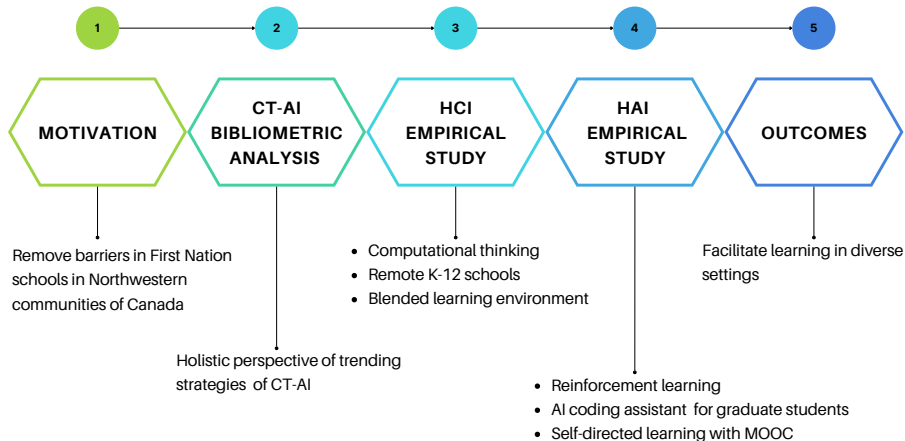 1
2
3
4
5
MOTIVATION
CT-AI
BIBLIOMETRIC
ANALYSIS
HCI
EMPIRICAL
STUDY
HAI
EMPIRICAL
STUDY
OUTCOMES
Remove barriers in First Nation
schools in Northwestern
communities of Canada
Holistic perspective of trending
strategies of CT-AI
• Computational thinking
• Remote K-12 schools
• Blended learning environment
• Reinforcement learning
• AI coding assistant for graduate students
• Self-directed learning with MOOC
Facilitate learning in diverse
settings